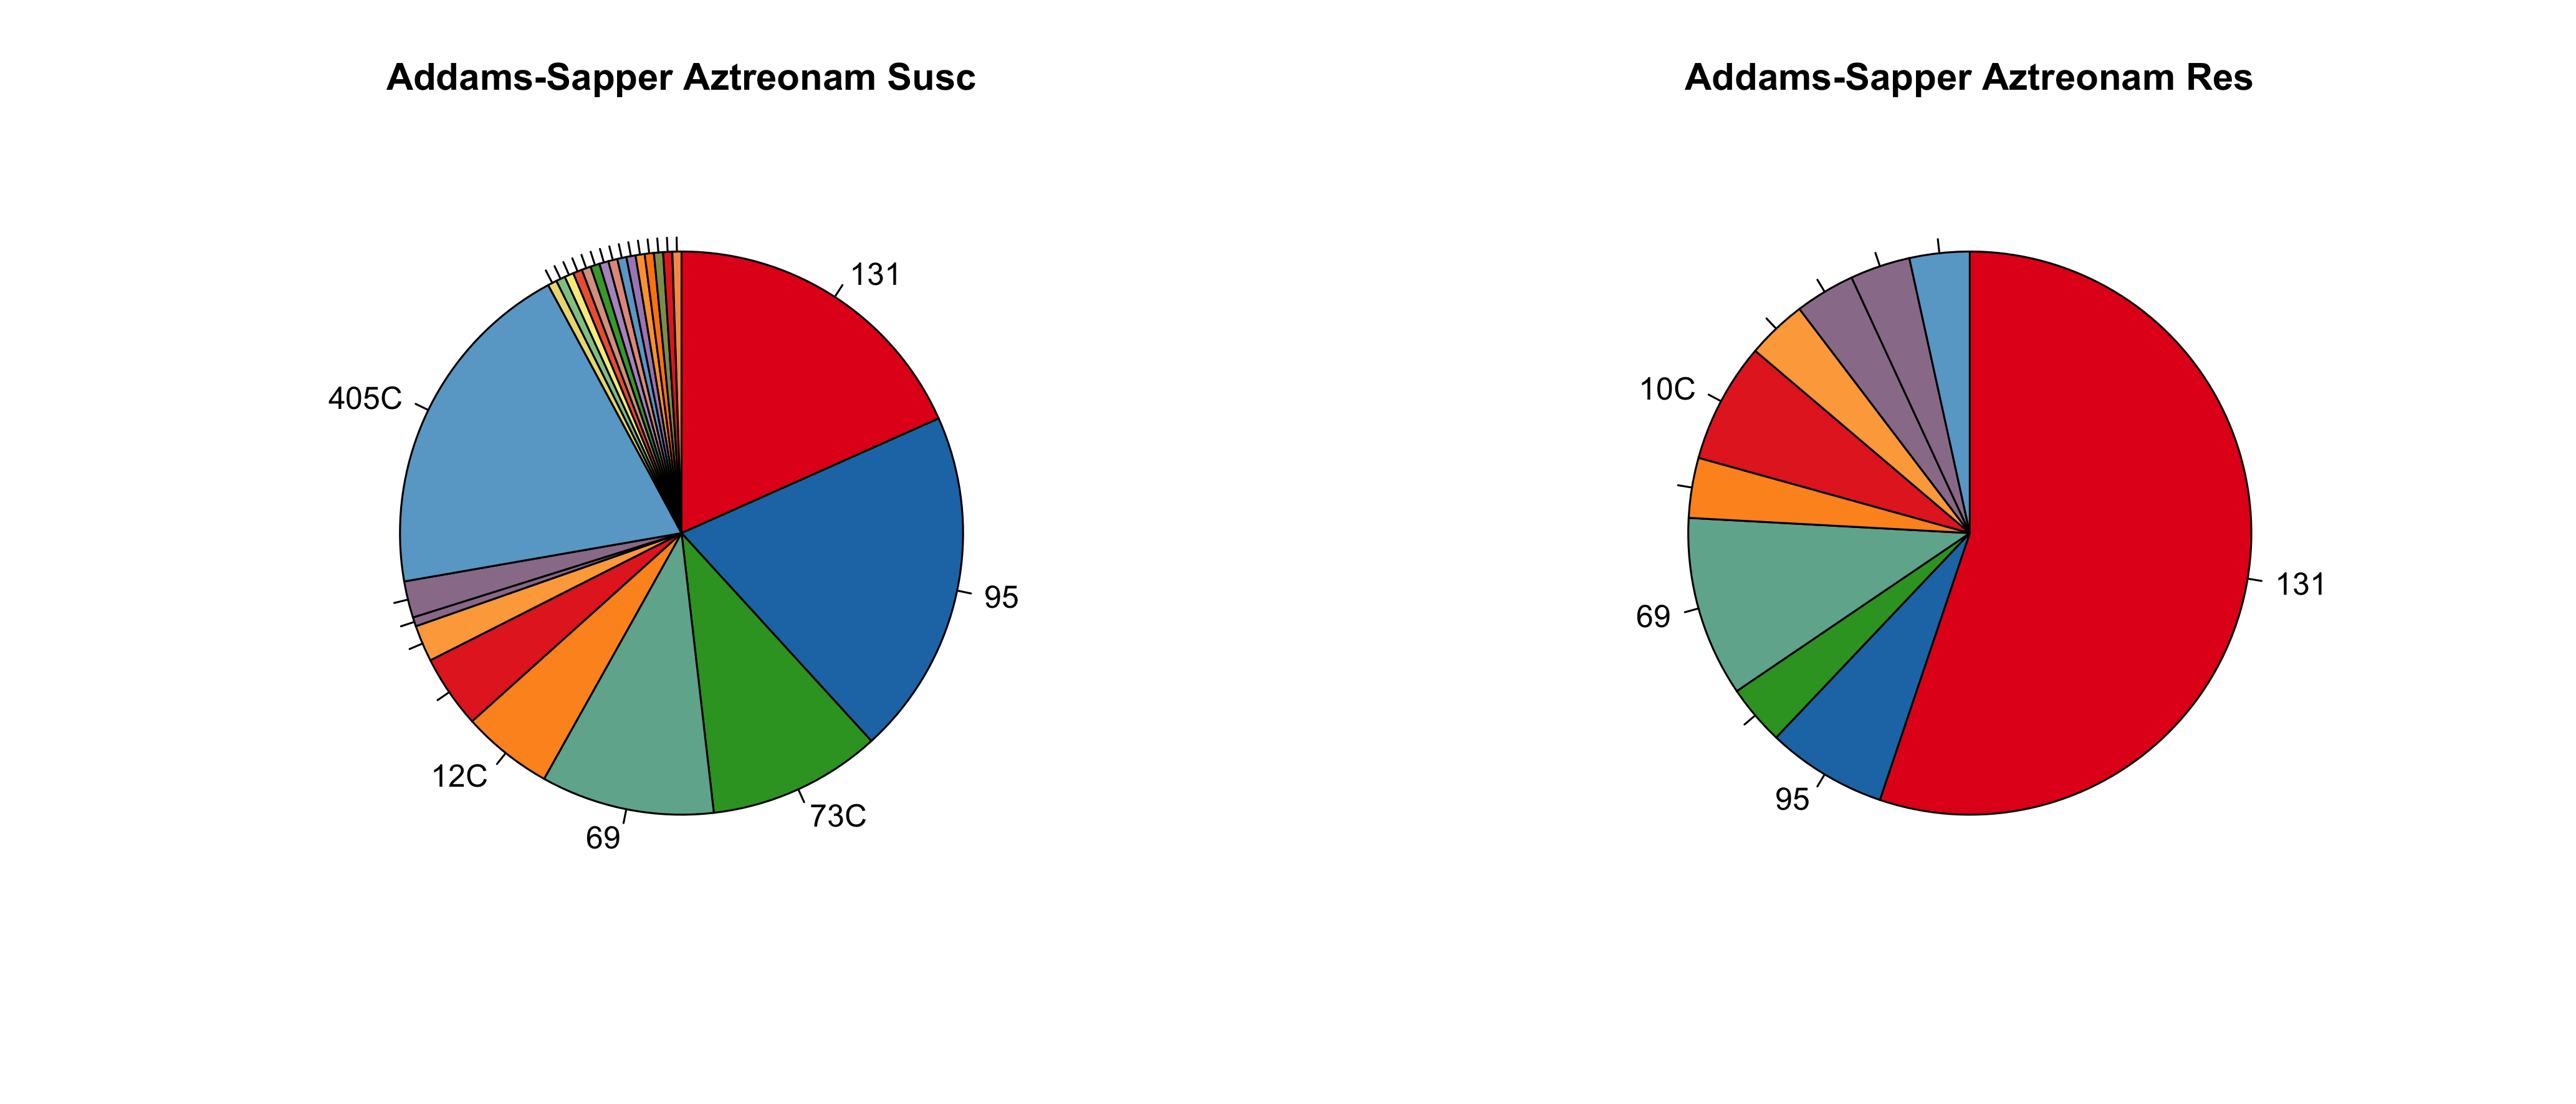 Addams-Sapper Aztreonam Susc
131
405C
95
12C
73C
69
Addams-Sapper Aztreonam Res
10C
131
69
95